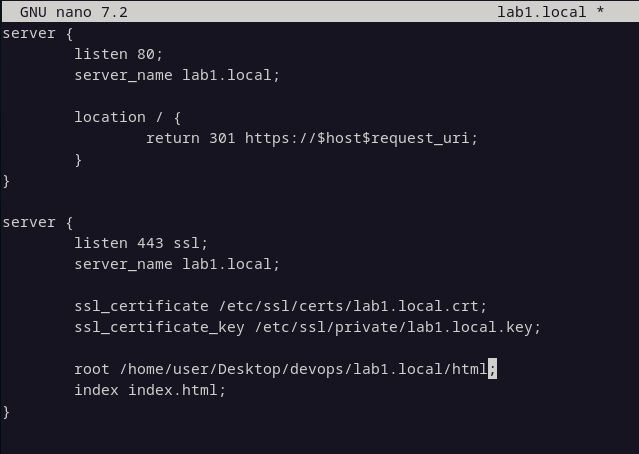 GNU nano 7.2 lab1.local *
server {
        listen 80;
        server_name lab1.local;

        location / {
                return 301 https://$host$request_uri;
        }
}

server {
        listen 443 ssl;
        server_name lab1.local;

        ssl_certificate /etc/ssl/certs/lab1.local.crt;
        ssl_certificate_key /etc/ssl/private/lab1.local.key;

        root /home/user/Desktop/devops/lab1.local/html;
        index index.html;
}